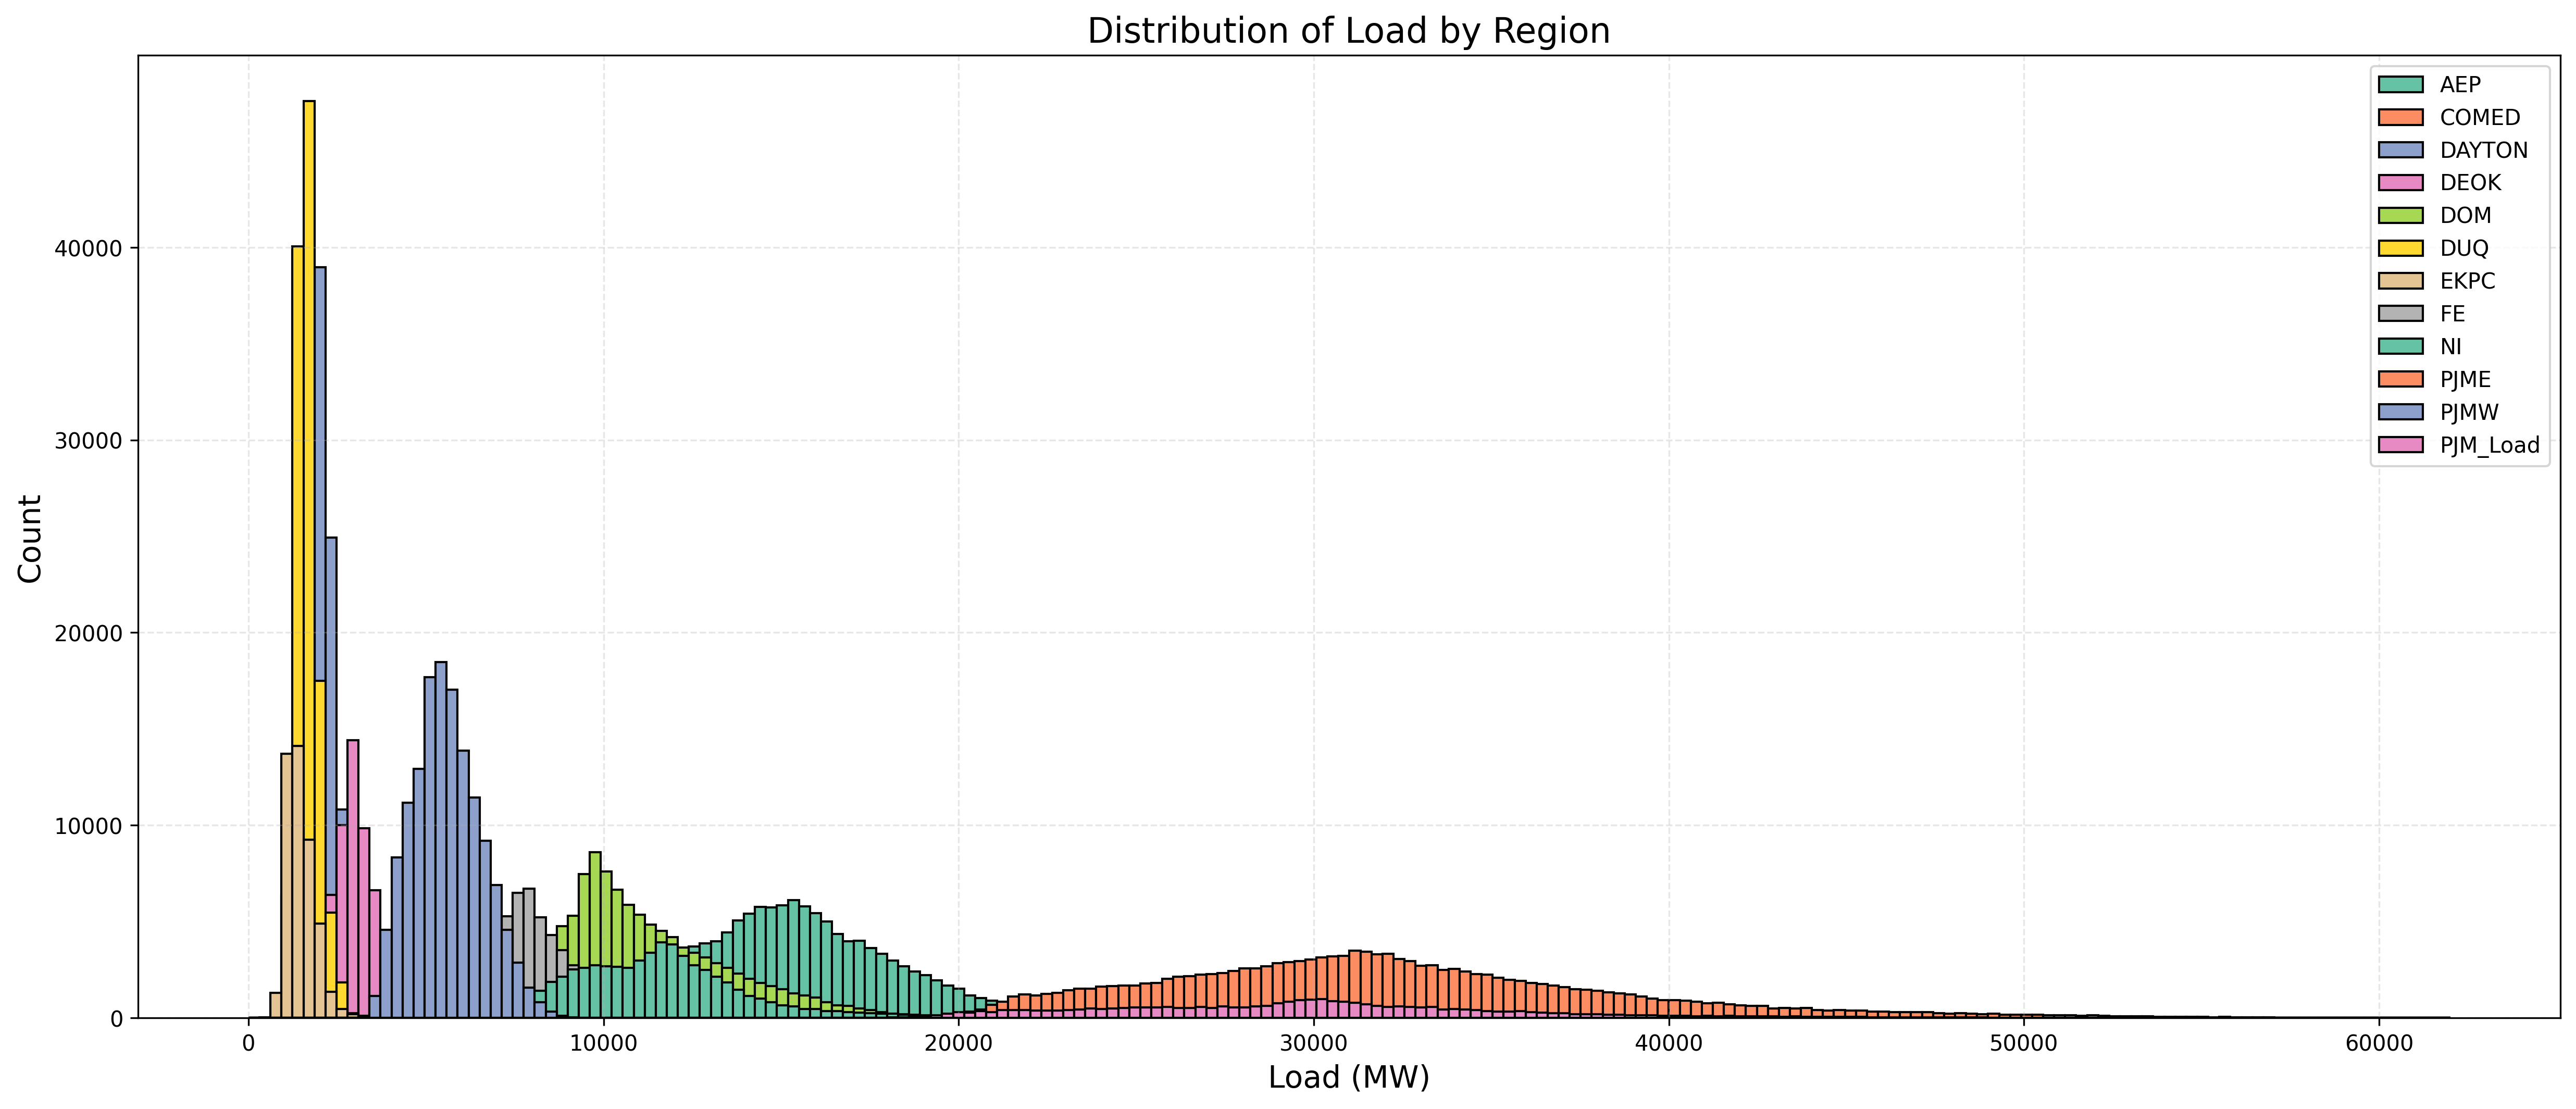 Distribution of Load by Region
AEP
COMED
DAYTON
DEOK
DOM
DUQ
EKPC
FE
NI
PJME
PJMW
PJM_Load
Count
40000
30000
20000
10000
0
0 10000 20000 30000 40000 50000 60000
Load (MW)